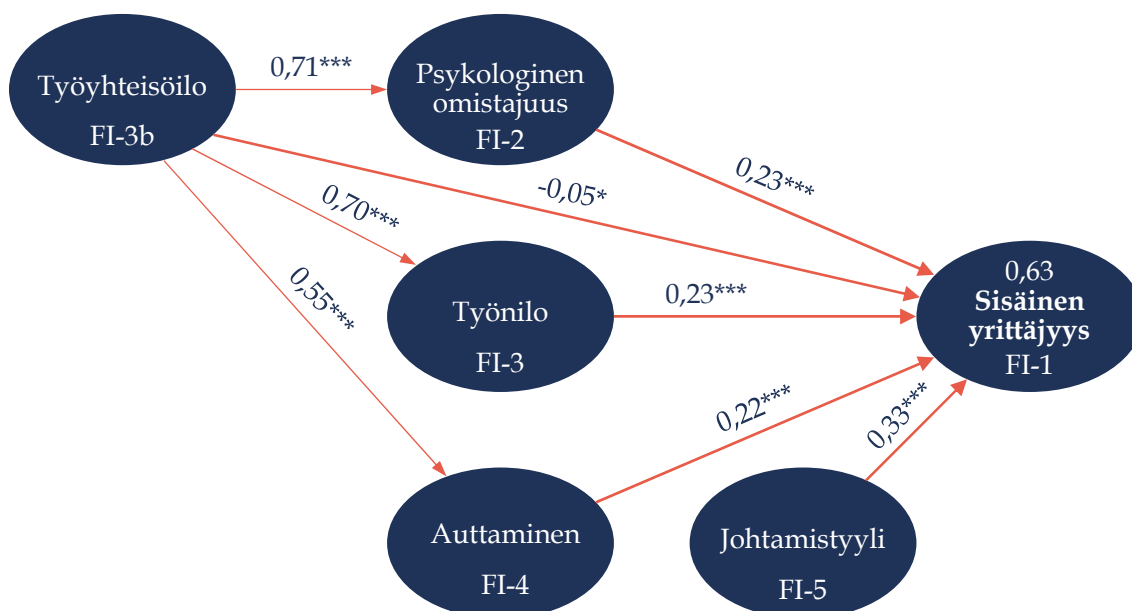 Työyhteisöilo
FI-3b
0,71***
Psykologinen
omistajuus
FI-2
0,23***
-0,05*
0,70***
0,55***
Työnilo
FI-3
0,23***
0,63
Sisäinen
yrittäjyys
FI-1
0,22***
0,33***
Auttaminen
FI-4
Johtamistyyli
FI-5